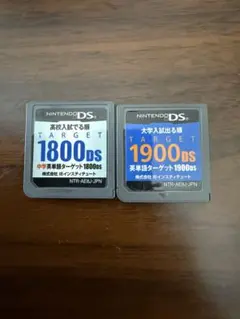 NINTENDO DS
高校入試でる順
TARGET
1800DS
中学英単語ターゲット1800DS
株式会社 IEインスティテュート
NTR-AE8J-JPN
NINTENDO DS
大学入試出る順
TARGET
1900DS
英単語ターゲット1900DS
株式会社 IEインスティテュート